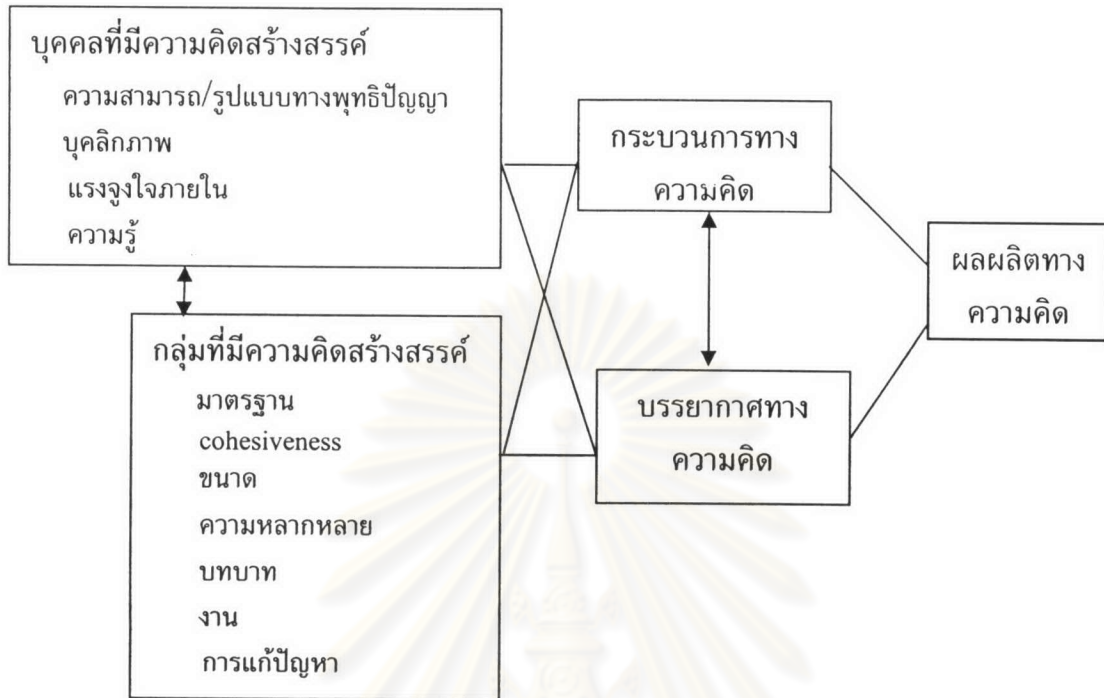 บุคคลที่มีความคิดสร้างสรรค์
ความสามารถ/รูปแบบทางพุทธิปัญญา
บุคลิกภาพ
แรงจูงใจภายใน
ความรู้
กลุ่มที่มีความคิดสร้างสรรค์
มาตรฐาน
cohesiveness
ขนาด
ความหลากหลาย
บทบาท
งาน
การแก้ปัญหา
กระบวนการทาง
ความคิด
บรรยากาศทาง
ความคิด
ผลผลิตทาง
ความคิด